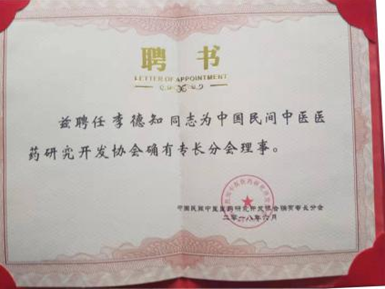 聘书
LETTER OF APPOINTMENT
兹聘任李德知同志为中国民间中医医
药研究开发协会确有专长分会理事。
中国民间中医医药研究开发协会确有专长分会
二零一八年六月